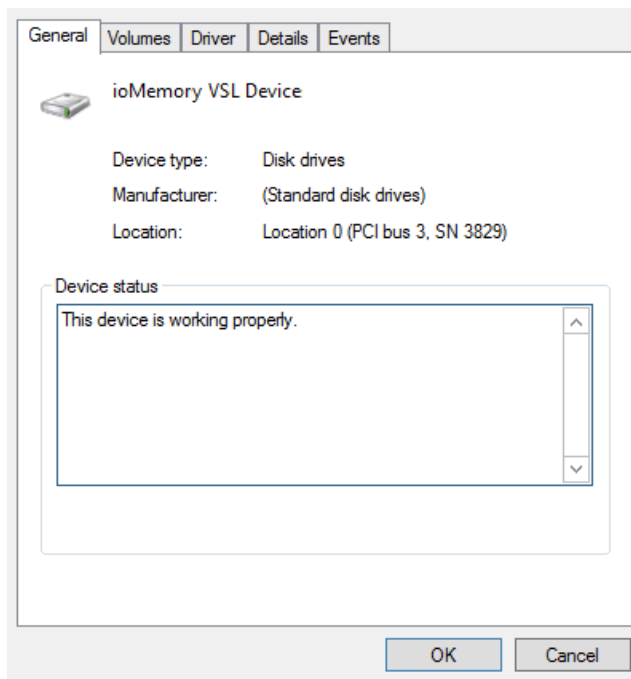 General Volumes Driver Details Events
ioMemory VSL Device
Device type: Disk drives
Manufacturer: (Standard disk drives)
Location: Location 0 (PCI bus 3, SN 3829)
Device status
This device is working properly.
OK Cancel